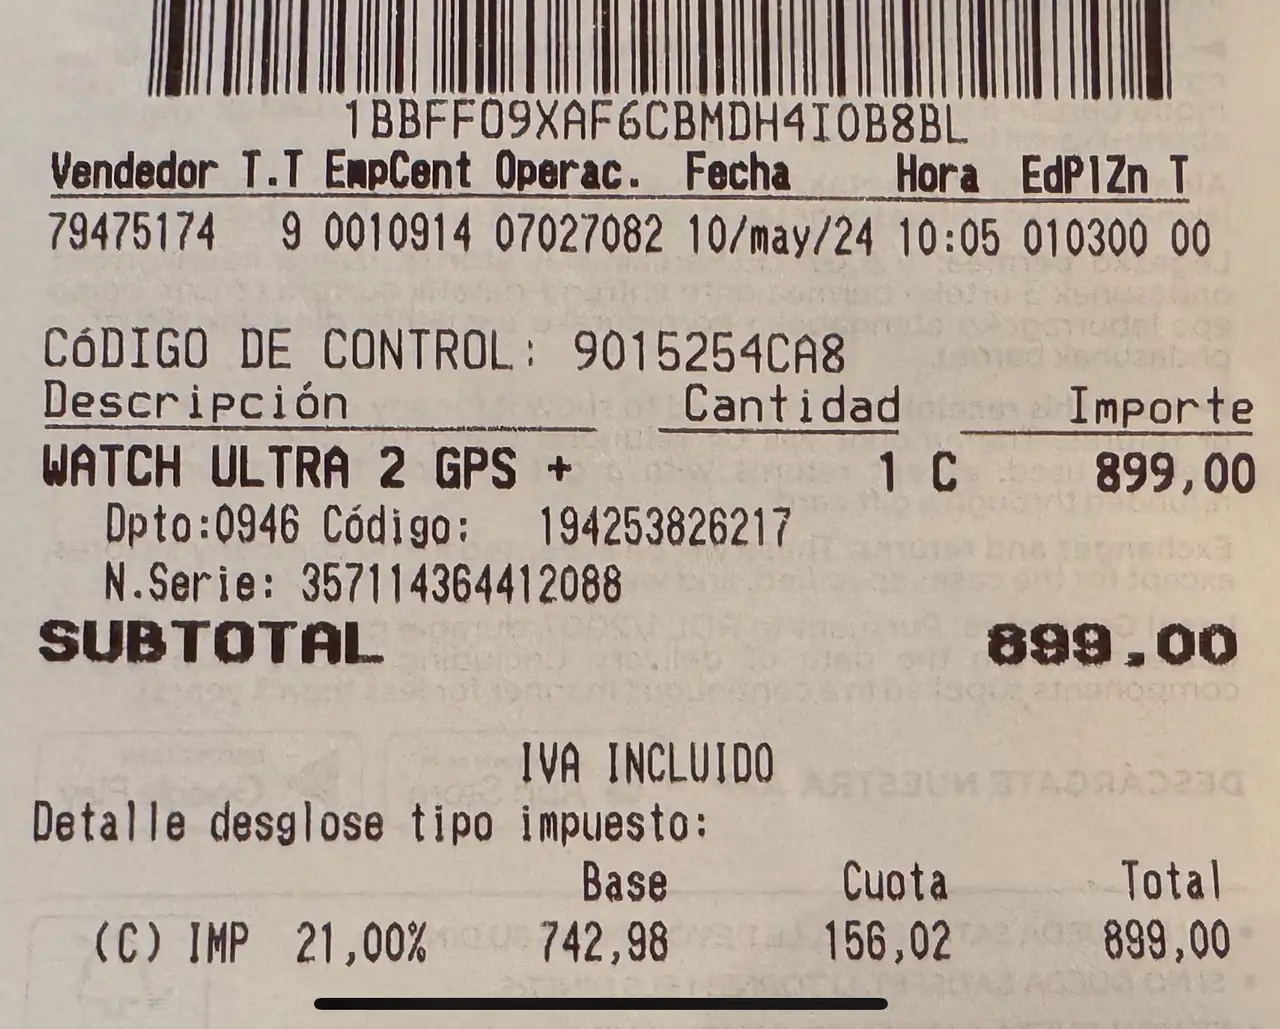 1BBFF09XAF6CBMDH4I0B8BL
Vendedor T.T EmpCent Operac. Fecha Hora EdPlZn T
79475174 9 0010914 07027082 10/may/24 10:05 010300 00
CóDIGO DE CONTROL: 9015254CA8
Descripción Cantidad Importe
WATCH ULTRA 2 GPS + 1 C 899,00
Dpto:0946 Código: 194253826217
N.Serie: 357114364412088
SUBTOTAL 899,00
IVA INCLUIDO
Detalle desglose tipo impuesto:
Base Cuota Total
(C) IMP 21,00% 742,98 156,02 899,00